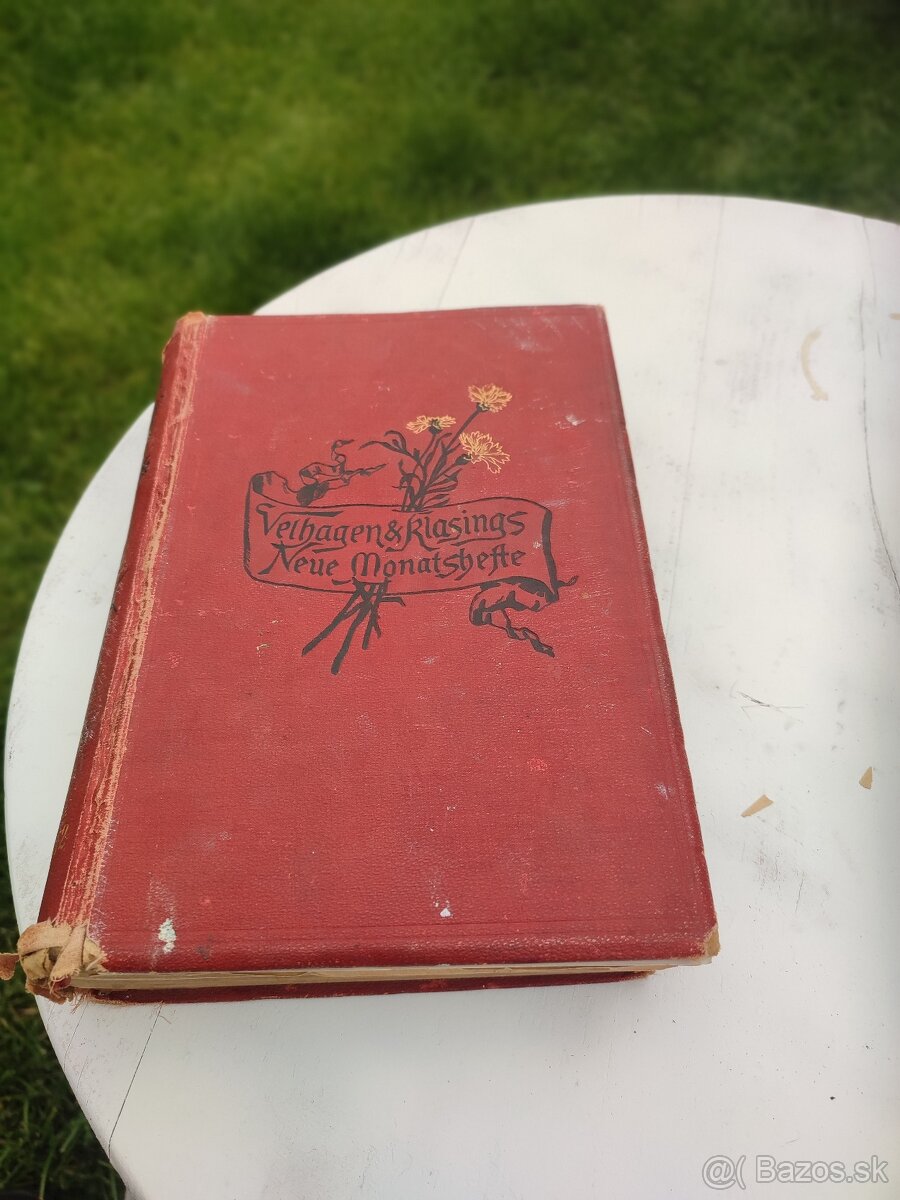 Velhagen & Klasings
Neue Monatshefte
@( Bazos.sk